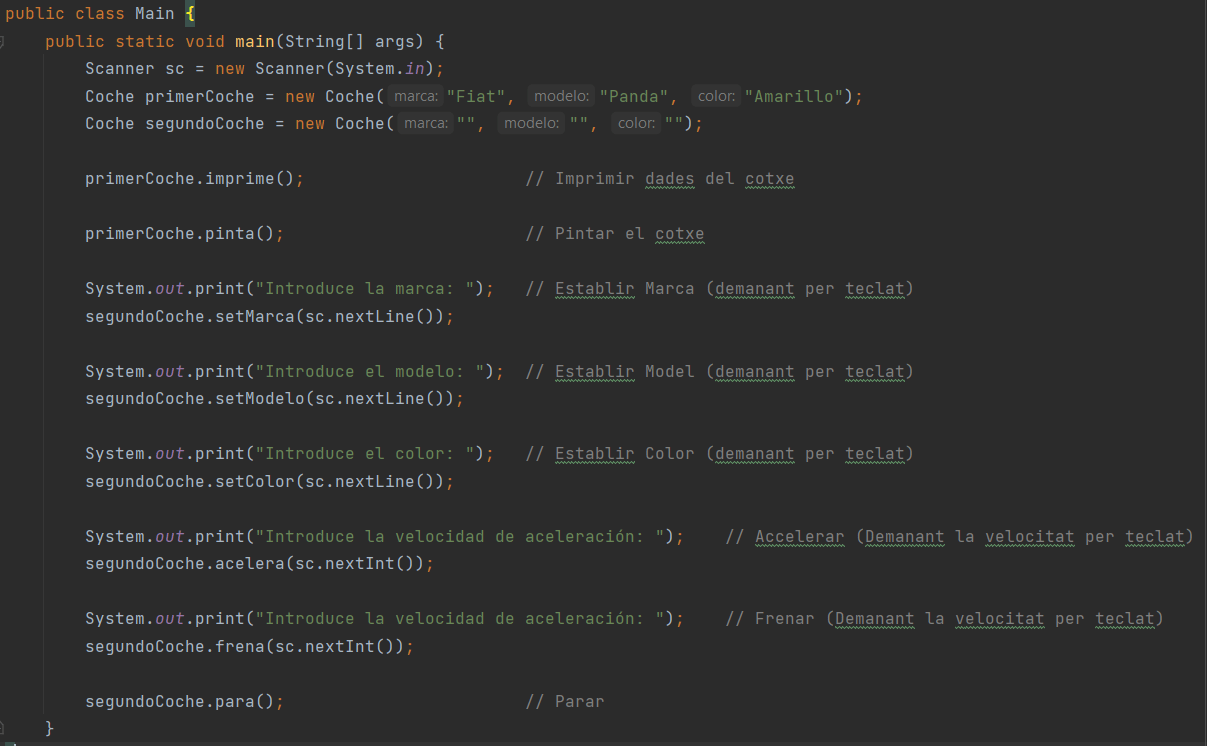 public class Main {
    public static void main(String[] args) {
        Scanner sc = new Scanner(System.in);
        Coche primerCoche = new Coche( marca: "Fiat", modelo: "Panda", color: "Amarillo");
        Coche segundoCoche = new Coche( marca: "", modelo: "", color: "");

        primerCoche.imprime();                      // Imprimir dades del cotxe

        primerCoche.pinta();                        // Pintar el cotxe

        System.out.print("Introduce la marca: ");   // Establir Marca (demanant per teclat)
        segundoCoche.setMarca(sc.nextLine());

        System.out.print("Introduce el modelo: ");  // Establir Model (demanant per teclat)
        segundoCoche.setModelo(sc.nextLine());

        System.out.print("Introduce el color: ");   // Establir Color (demanant per teclat)
        segundoCoche.setColor(sc.nextLine());

        System.out.print("Introduce la velocidad de aceleración: ");    // Accelerar (Demanant la velocitat per teclat)
        segundoCoche.acelera(sc.nextInt());

        System.out.print("Introduce la velocidad de aceleración: ");    // Frenar (Demanant la velocitat per teclat)
        segundoCoche.frena(sc.nextInt());

        segundoCoche.para();                        // Parar
    }